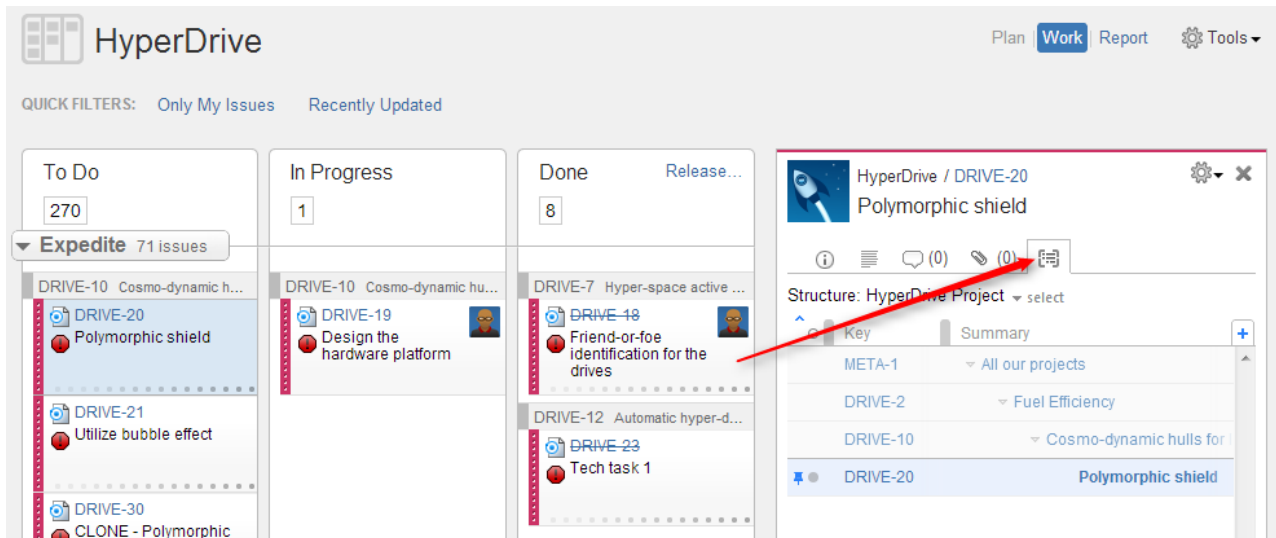 HyperDrive
Plan Work Report Tools
QUICK FILTERS: Only My Issues Recently Updated
To Do
270
In Progress
1
Done Release...
8
Expedite 71 issues
DRIVE-10 Cosmo-dynamic h...
DRIVE-20
Polymorphic shield
DRIVE-21
Utilize bubble effect
DRIVE-30
CLONE - Polymorphic
DRIVE-10 Cosmo-dynamic hu...
DRIVE-19
Design the
hardware platform
DRIVE-7 Hyper-space active ...
DRIVE-18
Friend-or-foe
identification for the
drives
DRIVE-12 Automatic hyper-d...
DRIVE-23
Tech task 1
HyperDrive / DRIVE-20
Polymorphic shield
(0) (0)
Structure: HyperDrive Project select
Key Summary +
META-1 All our projects
DRIVE-2 Fuel Efficiency
DRIVE-10 Cosmo-dynamic hulls for
DRIVE-20 Polymorphic shield